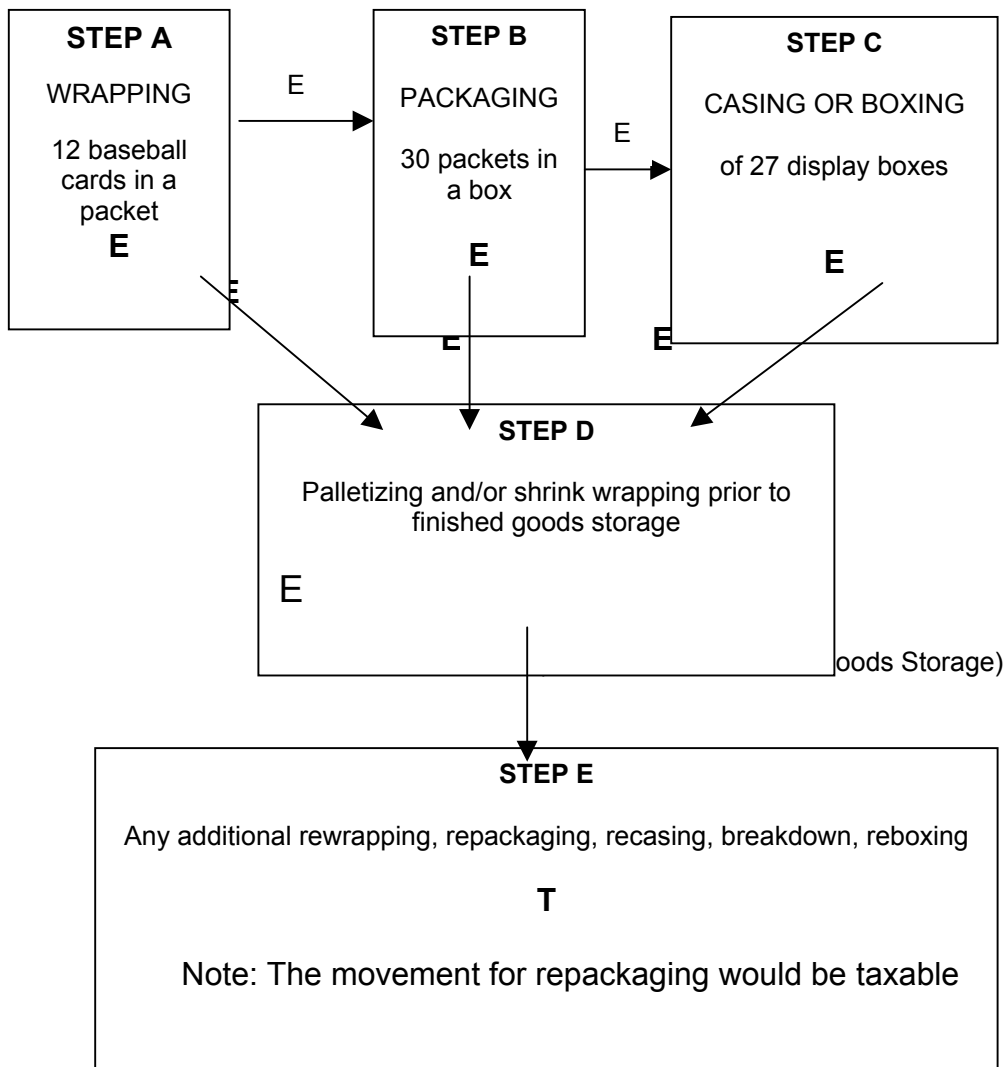 STEP A
WRAPPING
12 baseball
cards in a
packet
E
E
STEP B
PACKAGING
30 packets in
a box
E
E
STEP C
CASING OR BOXING
of 27 display boxes
E
E
E
E
STEP D
Palletizing and/or shrink wrapping prior to
finished goods storage
E
oods Storage)
STEP E
Any additional rewrapping, repackaging, recasing, breakdown, reboxing
T
Note: The movement for repackaging would be taxable